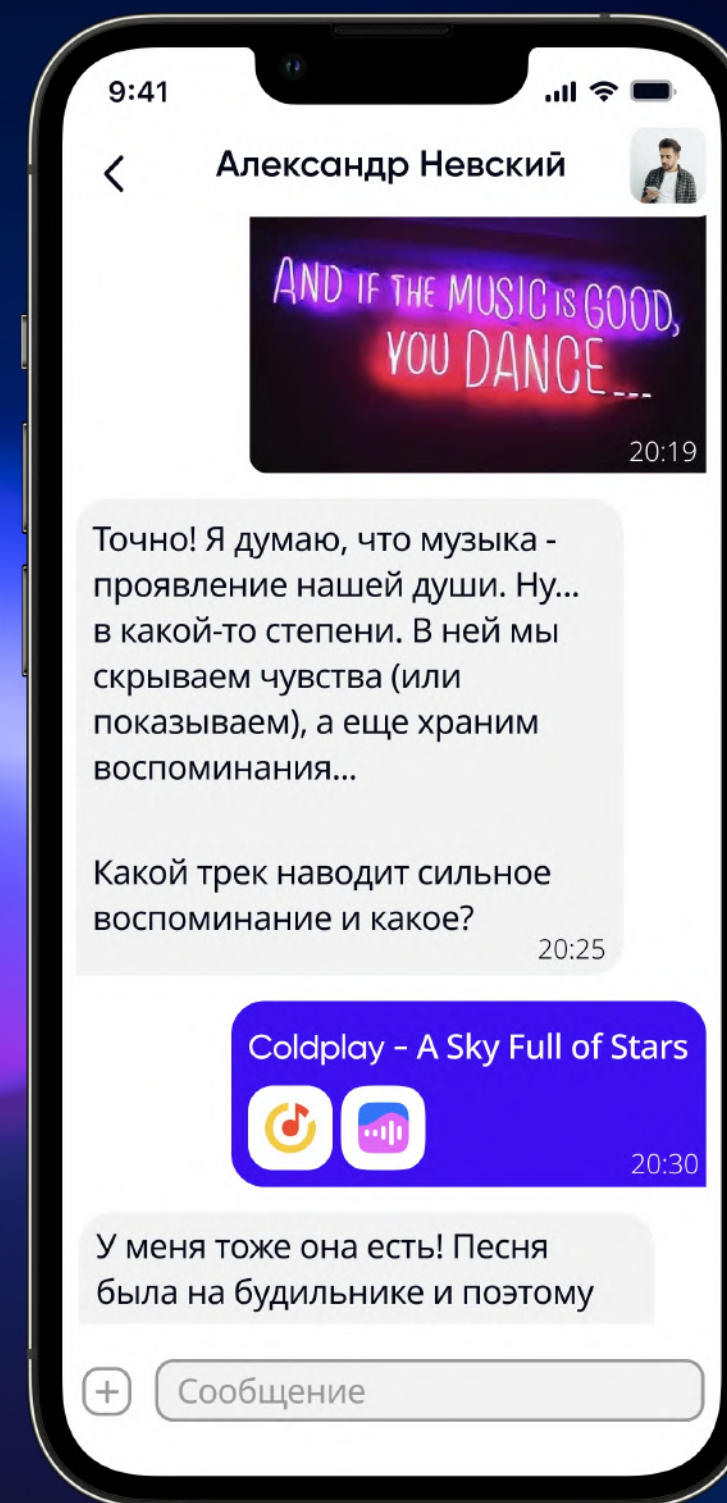 9:41
Александр Невский
AND IF THE MUSIC IS GOOD,
YOU DANCE...
20:19
Точно! Я думаю, что музыка -
проявление нашей души. Ну...
в какой-то степени. В ней мы
скрываем чувства (или
показываем), а еще храним
воспоминания...
Какой трек наводит сильное
воспоминание и какое?
20:25
Coldplay - A Sky Full of Stars
20:30
У меня тоже она есть! Песня
была на будильнике и поэтому
Сообщение